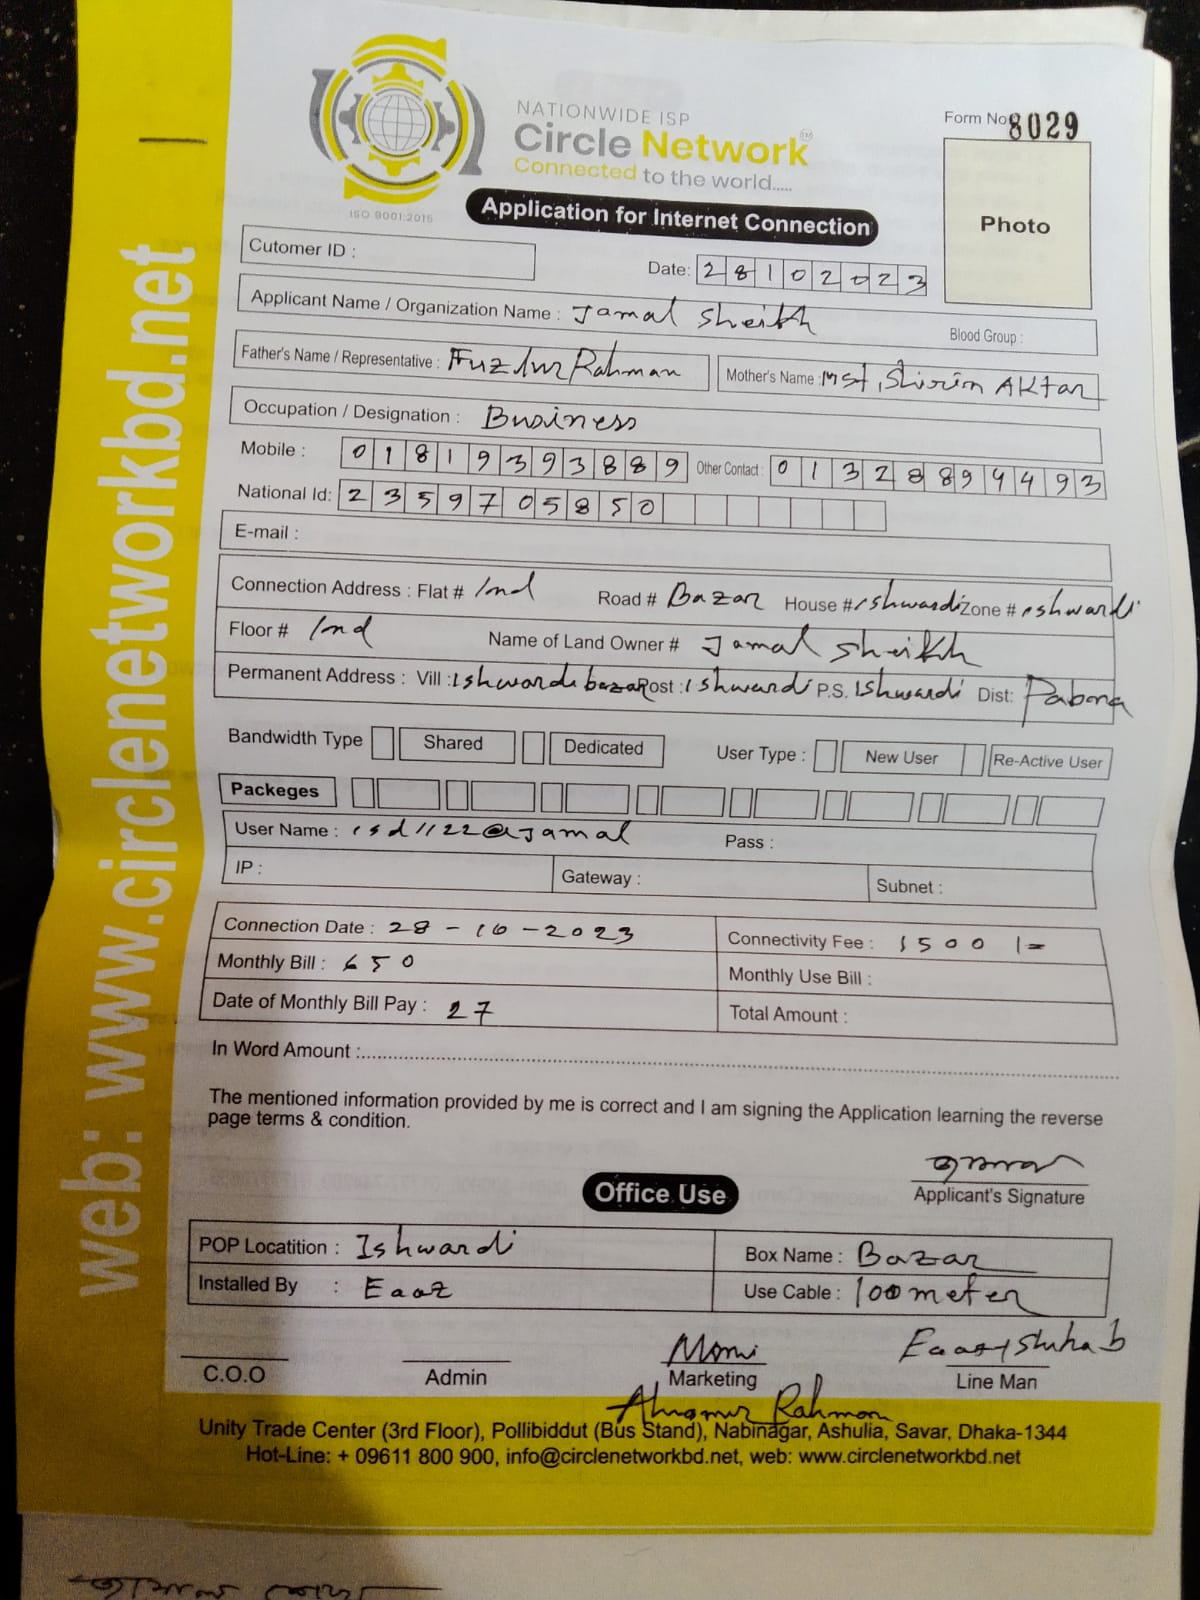 web: www.circlenetworkbd.net
NATIONWIDE ISP
Circle Network™
Connected to the world.....
ISO 9001:2015
Form No 8029
Photo
Application for Internet Connection
Cutomer ID :
Date: 28102023
Applicant Name / Organization Name : Jamal Sheikh Blood Group :
Father's Name / Representative : Fuzlur Rahman Mother's Name : Mst, Shirin Aktar
Occupation / Designation : Business
Mobile : 01819393889 Other Contact : 01328894493
National Id: 2359705850
E-mail :
Connection Address : Flat # 1nd Road # Bazar House # ishwardi Zone # ishwardi
Floor # 1nd Name of Land Owner # Jamal Sheikh
Permanent Address : Vill : Ishwardi bazar Post : Ishwardi P.S. Ishwardi Dist: Pabna
Bandwidth Type Shared Dedicated User Type : New User Re-Active User
Packeges
User Name : isd1122@jamal Pass :
IP : Gateway : Subnet :
Connection Date : 28-10-2023 Connectivity Fee : 1500/=
Monthly Bill : 650 Monthly Use Bill :
Date of Monthly Bill Pay : 27 Total Amount :
In Word Amount :
The mentioned information provided by me is correct and I am signing the Application learning the reverse
page terms & condition.
Applicant's Signature
Office Use
POP Locatition : Ishwardi Box Name : Bazar
Installed By : Eaaz Use Cable : 100 meter
Momi Eaaz+Shihab
C.O.O Admin Marketing Line Man
Rahman
Unity Trade Center (3rd Floor), Pollibiddut (Bus Stand), Nabinagar, Ashulia, Savar, Dhaka-1344
Hot-Line: + 09611 800 900, info@circlenetworkbd.net, web: www.circlenetworkbd.net